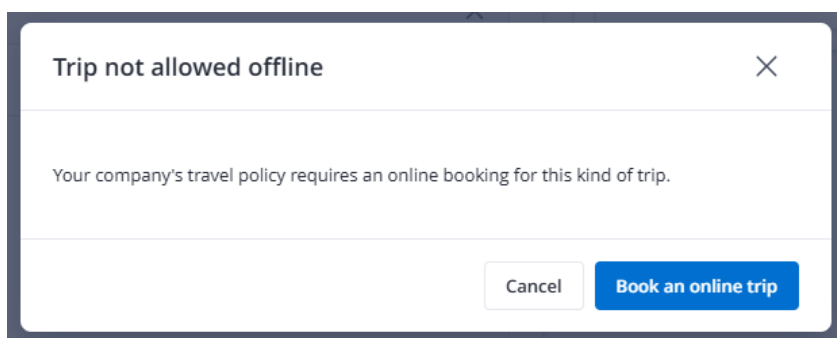 Trip not allowed offline
Your company's travel policy requires an online booking for this kind of trip.
Cancel
Book an online trip